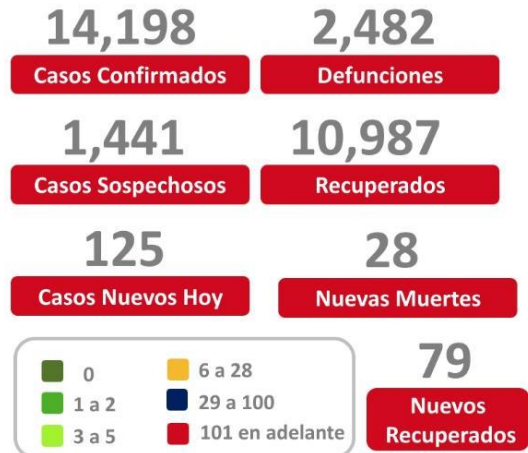 14,198 2,482
Casos Confirmados Defunciones
1,441 10,987
Casos Sospechosos Recuperados
125 28
Casos Nuevos Hoy Nuevas Muertes
0 6 a 28
1 a 2 29 a 100
3 a 5 101 en adelante
79
Nuevos
Recuperados